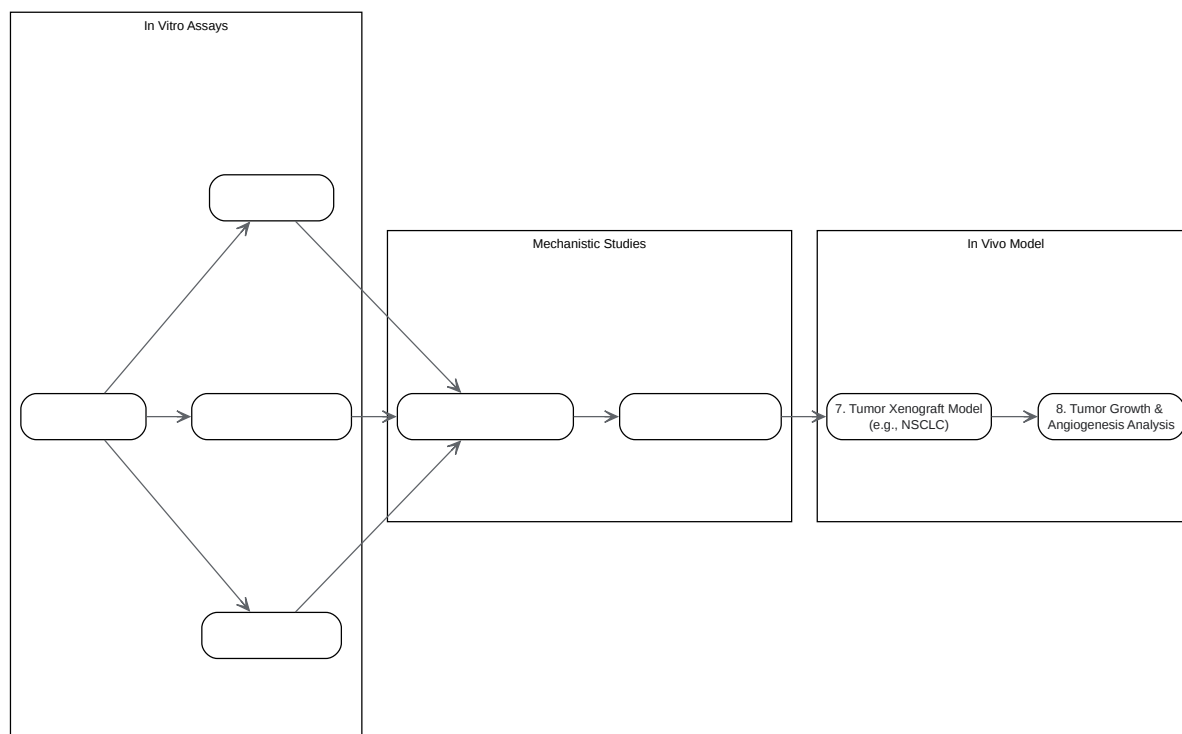 In Vitro Assays
Mechanistic Studies
In Vivo Model
7. Tumor Xenograft Model
(e.g., NSCLC)
8. Tumor Growth &
Angiogenesis Analysis